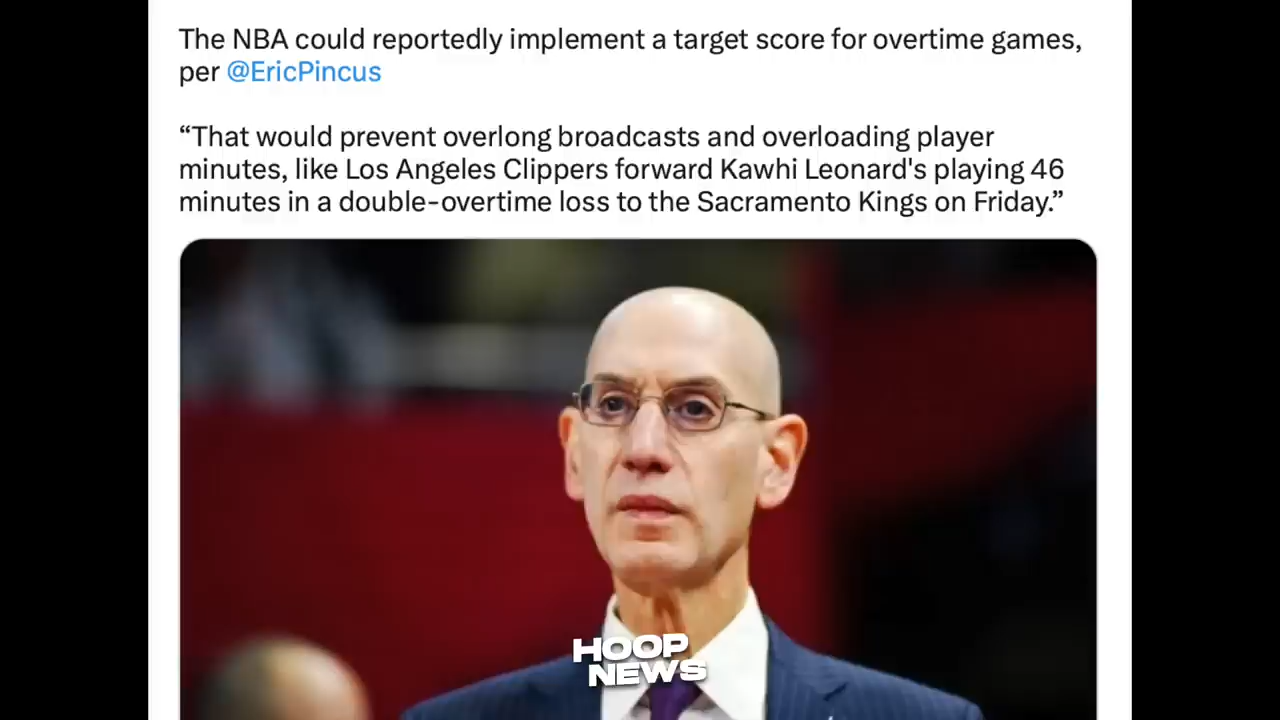 The NBA could reportedly implement a target score for overtime games,
per @EricPincus
“That would prevent overlong broadcasts and overloading player
minutes, like Los Angeles Clippers forward Kawhi Leonard's playing 46
minutes in a double-overtime loss to the Sacramento Kings on Friday.”
HOOP
NEWS